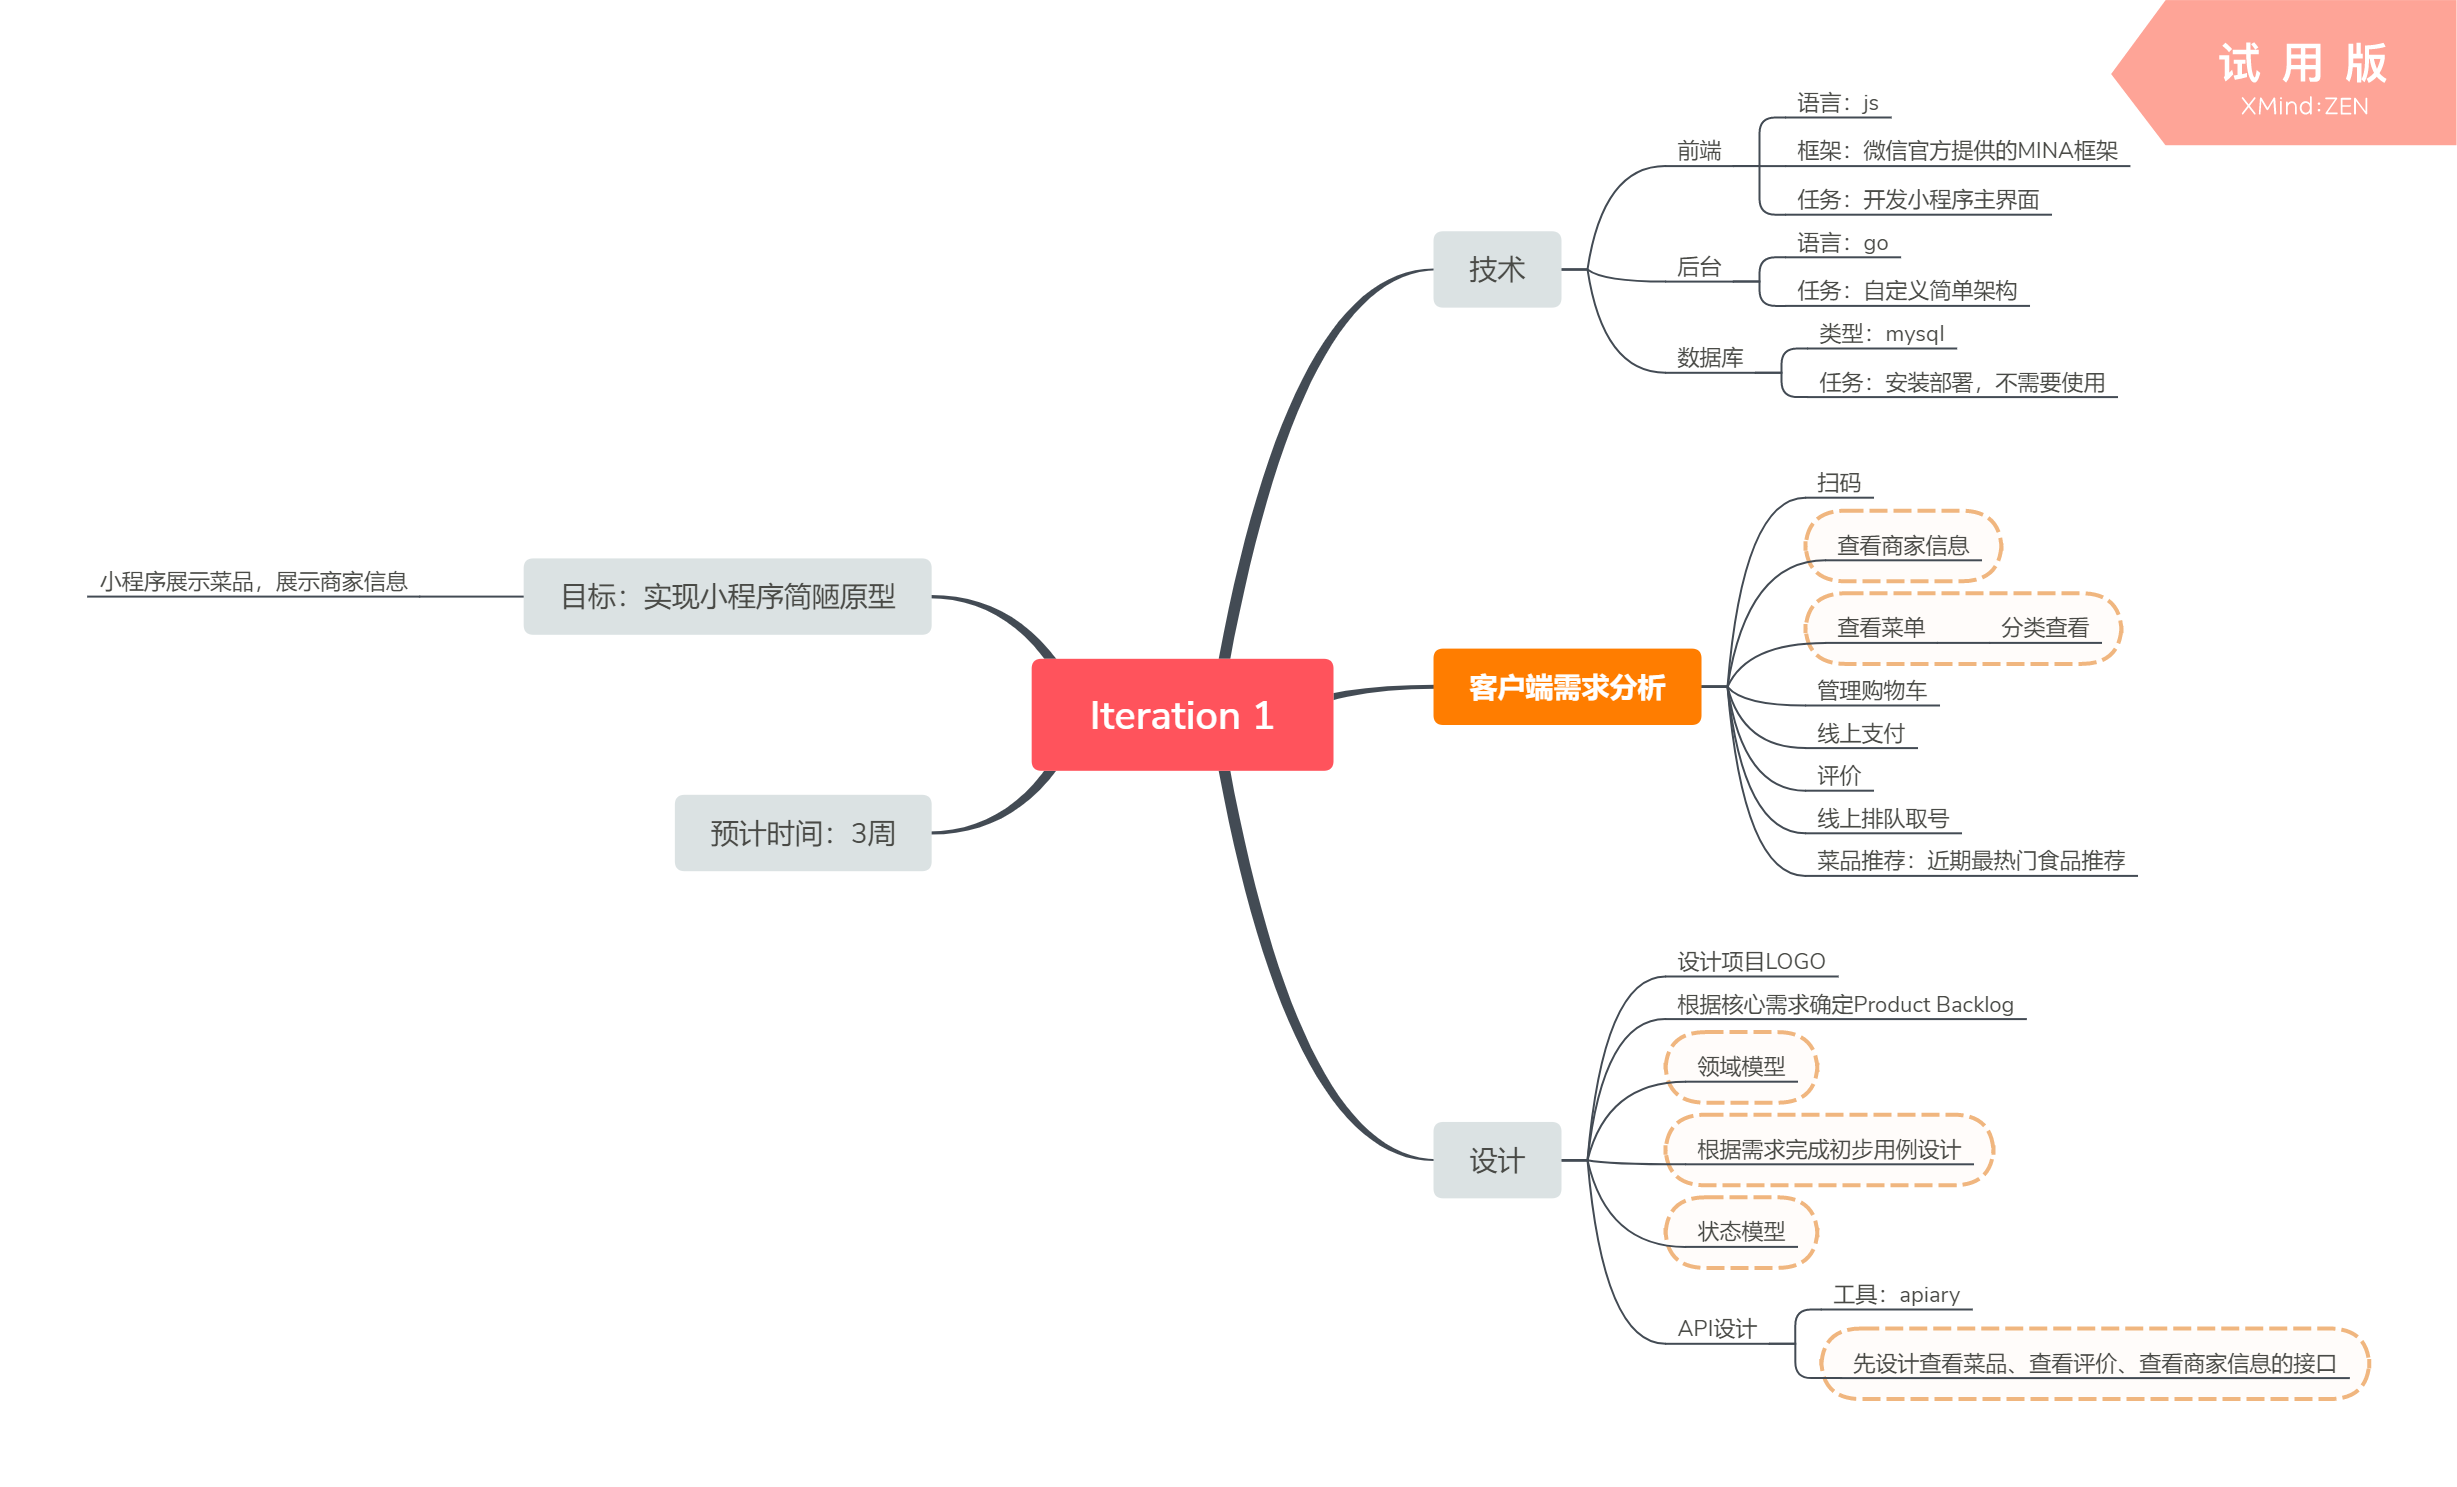 试用版
XMind:ZEN
语言：js
前端
框架：微信官方提供的MINA框架
任务：开发小程序主界面
技术
语言：go
后台
任务：自定义简单架构
类型：mysql
数据库
任务：安装部署，不需要使用
扫码
查看商家信息
查看菜单
分类查看
客户端需求分析
管理购物车
线上支付
评价
线上排队取号
菜品推荐：近期最热门食品推荐
小程序展示菜品，展示商家信息
目标：实现小程序简陋原型
Iteration 1
预计时间：3周
设计项目LOGO
根据核心需求确定Product Backlog
领域模型
根据需求完成初步用例设计
设计
状态模型
工具：apiary
API设计
先设计查看菜品、查看评价、查看商家信息的接口